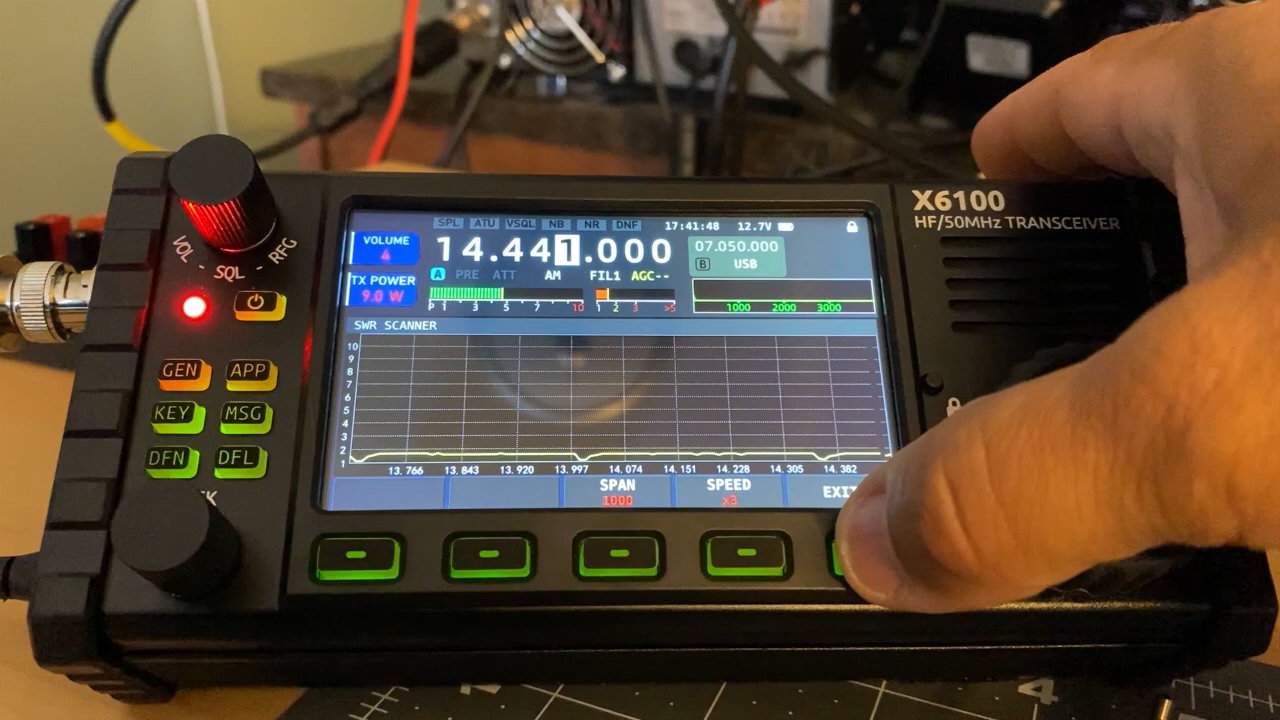 X6100
HF/50MHz TRANSCEIVER
VOL - SQL - RFG
GEN
APP
KEY
MSG
DFN
DFL
SPL ATU VSQL NB NR DNF 17:41:48 12.7V
VOLUME
4
14.441.000
07.050.000
B USB
A PRE ATT AM FIL1 AGC--
TX POWER
9.0 W
P 1 3 5 7 10 1 2 3 >5
1000 2000 3000
SWR SCANNER
10
9
8
7
6
5
4
3
2
1
13.766 13.843 13.920 13.997 14.074 14.151 14.228 14.305 14.382
SPAN
1000
SPEED
x3
EXIT
4